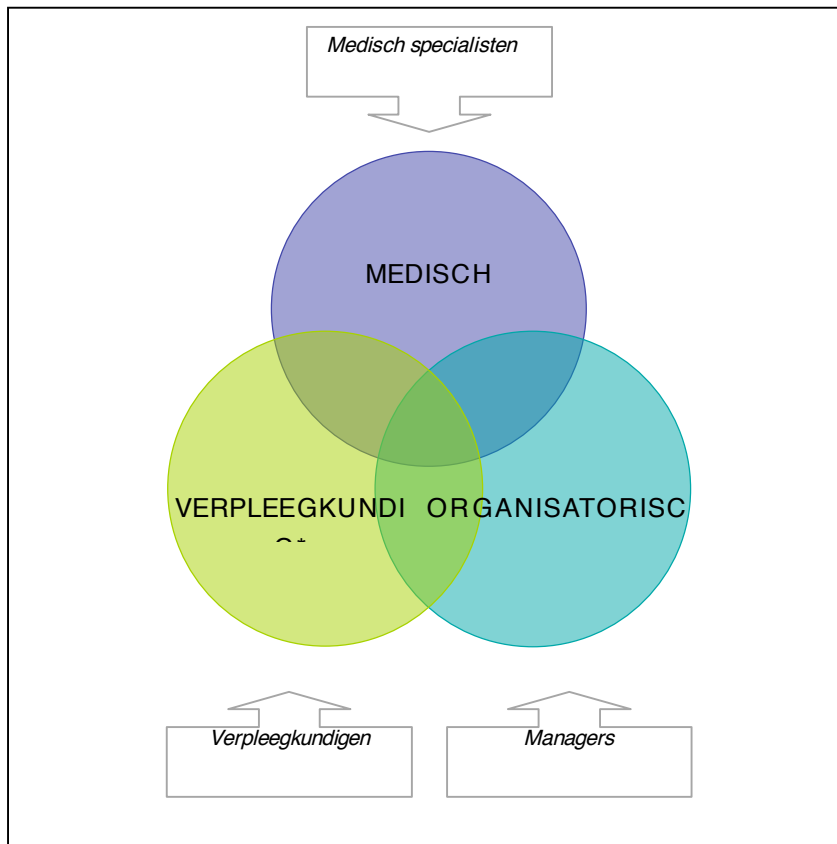 Medisch specialisten
MEDISCH
VERPLEEGKUNDI
ORGANISATORISC
Verpleegkundigen
Managers